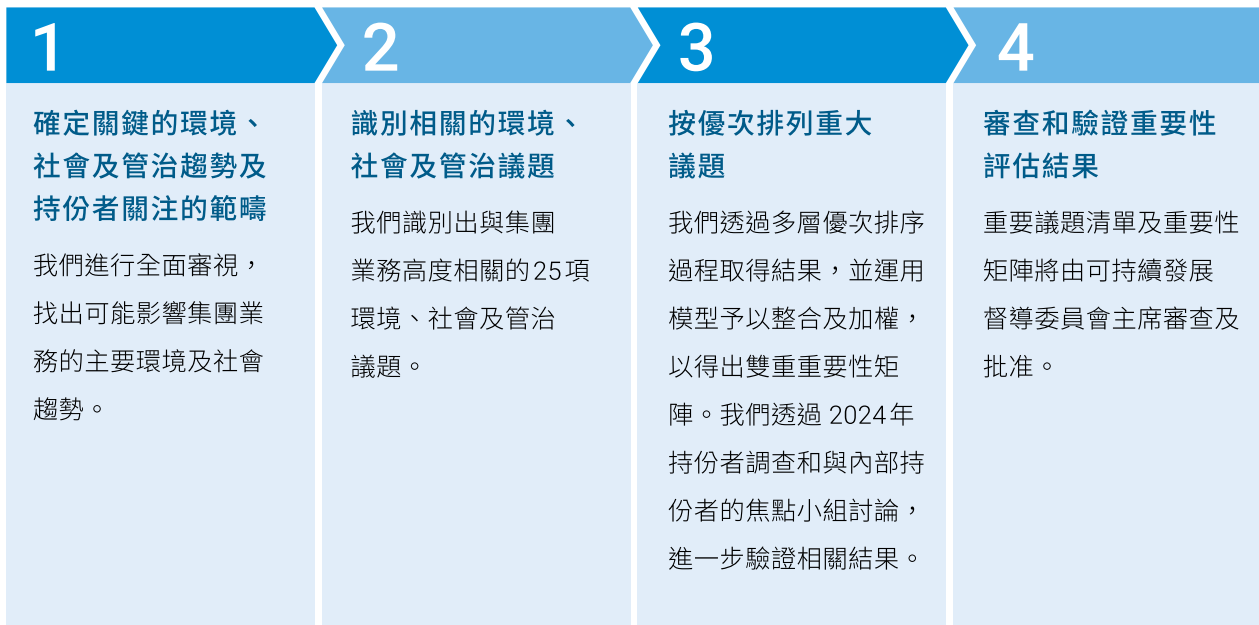 1
確定關鍵的環境、
社會及管治趨勢及
持份者關注的範疇
我們進行全面審視，
找出可能影響集團業
務的主要環境及社會
趨勢。
2
識別相關的環境、
社會及管治議題
我們識別出與集團
業務高度相關的25項
環境、社會及管治
議題。
3
按優次排列重大
議題
我們透過多層優次排序
過程取得結果，並運用
模型予以整合及加權，
以得出雙重重要性矩
陣。我們透過 2024年
持份者調查和與內部持
份者的焦點小組討論，
進一步驗證相關結果。
4
審查和驗證重要性
評估結果
重要議題清單及重要性
矩陣將由可持續發展
督導委員會主席審查及
批准。